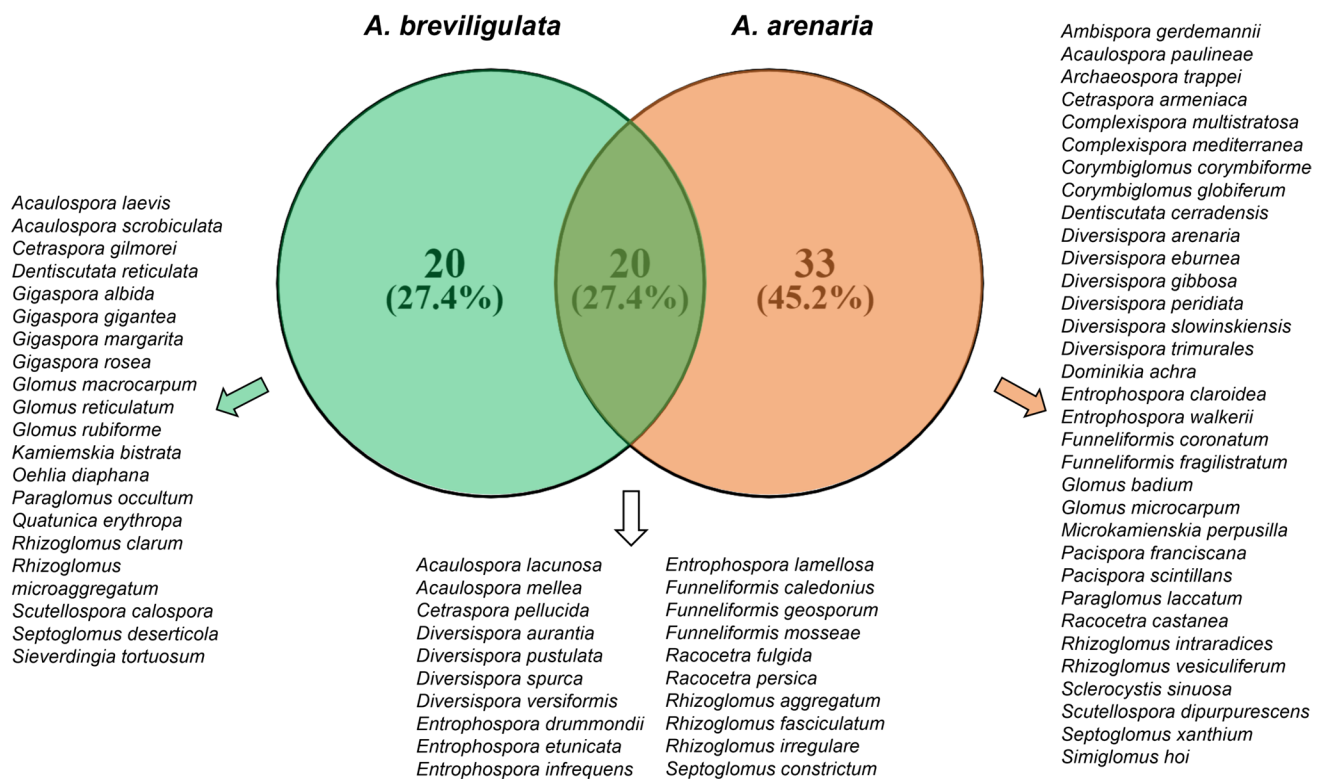 A. breviligulata
A. arenaria
20
(27.4%)
20
(27.4%)
33
(45.2%)
Acaulospora laevis
Acaulospora scrobiculata
Cetraspora gilmorei
Dentiscutata reticulata
Gigaspora albida
Gigaspora gigantea
Gigaspora margarita
Gigaspora rosea
Glomus macrocarpum
Glomus reticulatum
Glomus rubiforme
Kamiemskia bistrata
Oehlia diaphana
Paraglomus occultum
Quatunica erythropa
Rhizoglomus clarum
Rhizoglomus
microaggregatum
Scutellospora calospora
Septoglomus deserticola
Sieverdingia tortuosum
Acaulospora lacunosa
Acaulospora mellea
Cetraspora pellucida
Diversispora aurantia
Diversispora pustulata
Diversispora spurca
Diversispora versiformis
Entrophospora drummondii
Entrophospora etunicata
Entrophospora infrequens
Entrophospora lamellosa
Funneliformis caledonius
Funneliformis geosporum
Funneliformis mosseae
Racocetra fulgida
Racocetra persica
Rhizoglomus aggregatum
Rhizoglomus fasciculatum
Rhizoglomus irregulare
Septoglomus constrictum
Ambispora gerdemannii
Acaulospora paulineae
Archaeospora trappei
Cetraspora armeniaca
Complexispora multistratosa
Complexispora mediterranea
Corymbiglomus corymbiforme
Corymbiglomus globiferum
Dentiscutata cerradensis
Diversispora arenaria
Diversispora eburnea
Diversispora gibbosa
Diversispora peridiata
Diversispora slowinskiensis
Diversispora trimurales
Dominikia achra
Entrophospora claroidea
Entrophospora walkerii
Funneliformis coronatum
Funneliformis fragilistratum
Glomus badium
Glomus microcarpum
Microkamienskia perpusilla
Pacispora franciscana
Pacispora scintillans
Paraglomus laccatum
Racocetra castanea
Rhizoglomus intraradices
Rhizoglomus vesiculiferum
Sclerocystis sinuosa
Scutellospora dipurpurescens
Septoglomus xanthium
Simiglomus hoi